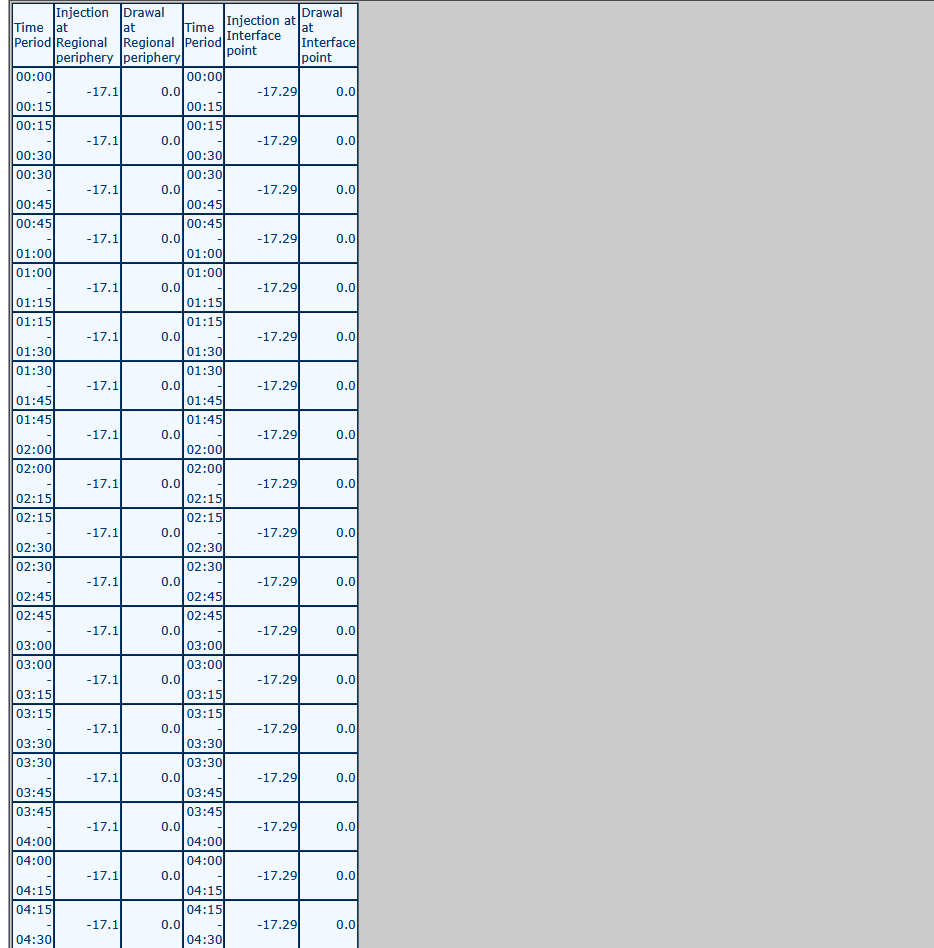 Time Period Injection at Regional periphery Drawal at Regional periphery Time Period Injection at Interface point Drawal at Interface point
00:00 - 00:15 -17.1 0.0 00:00 - 00:15 -17.29 0.0
00:15 - 00:30 -17.1 0.0 00:15 - 00:30 -17.29 0.0
00:30 - 00:45 -17.1 0.0 00:30 - 00:45 -17.29 0.0
00:45 - 01:00 -17.1 0.0 00:45 - 01:00 -17.29 0.0
01:00 - 01:15 -17.1 0.0 01:00 - 01:15 -17.29 0.0
01:15 - 01:30 -17.1 0.0 01:15 - 01:30 -17.29 0.0
01:30 - 01:45 -17.1 0.0 01:30 - 01:45 -17.29 0.0
01:45 - 02:00 -17.1 0.0 01:45 - 02:00 -17.29 0.0
02:00 - 02:15 -17.1 0.0 02:00 - 02:15 -17.29 0.0
02:15 - 02:30 -17.1 0.0 02:15 - 02:30 -17.29 0.0
02:30 - 02:45 -17.1 0.0 02:30 - 02:45 -17.29 0.0
02:45 - 03:00 -17.1 0.0 02:45 - 03:00 -17.29 0.0
03:00 - 03:15 -17.1 0.0 03:00 - 03:15 -17.29 0.0
03:15 - 03:30 -17.1 0.0 03:15 - 03:30 -17.29 0.0
03:30 - 03:45 -17.1 0.0 03:30 - 03:45 -17.29 0.0
03:45 - 04:00 -17.1 0.0 03:45 - 04:00 -17.29 0.0
04:00 - 04:15 -17.1 0.0 04:00 - 04:15 -17.29 0.0
04:15 - 04:30 -17.1 0.0 04:15 - 04:30 -17.29 0.0